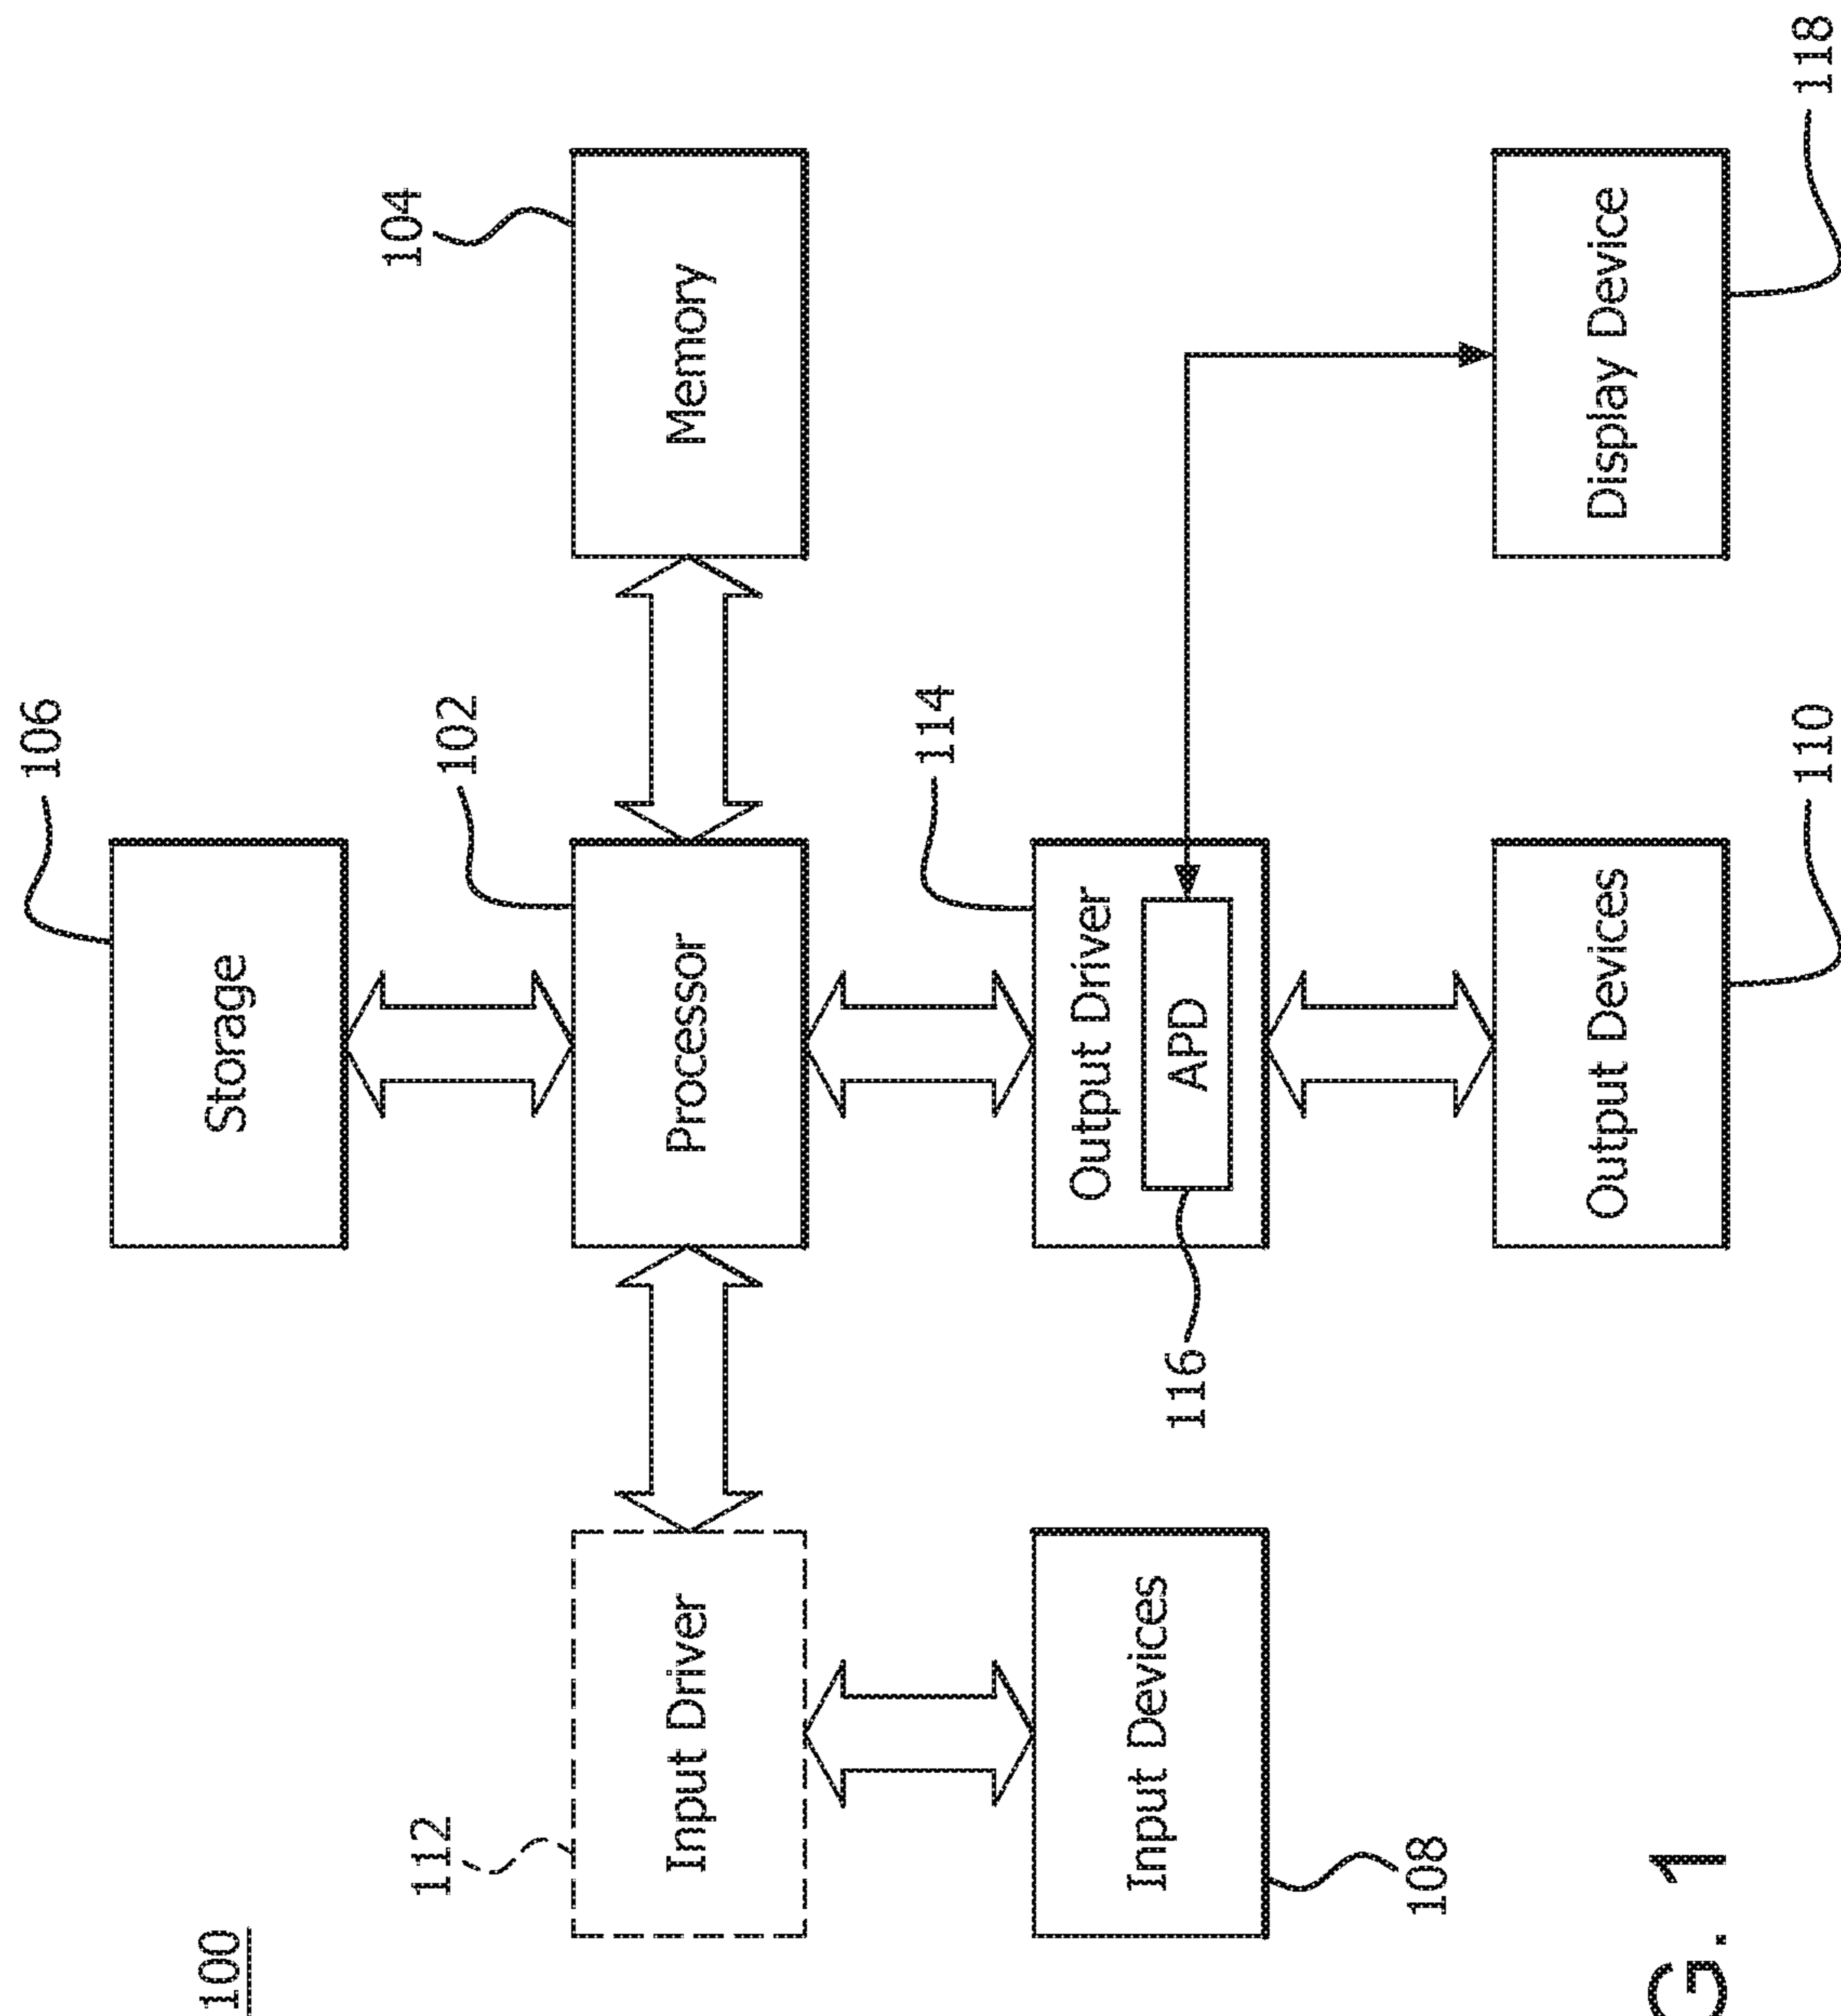 100
106
Storage
112
102
104
Input Driver
Processor
Memory
114
Output Driver
APD
116
Input Devices
108
Output Devices
110
Display Device
118
G. 1